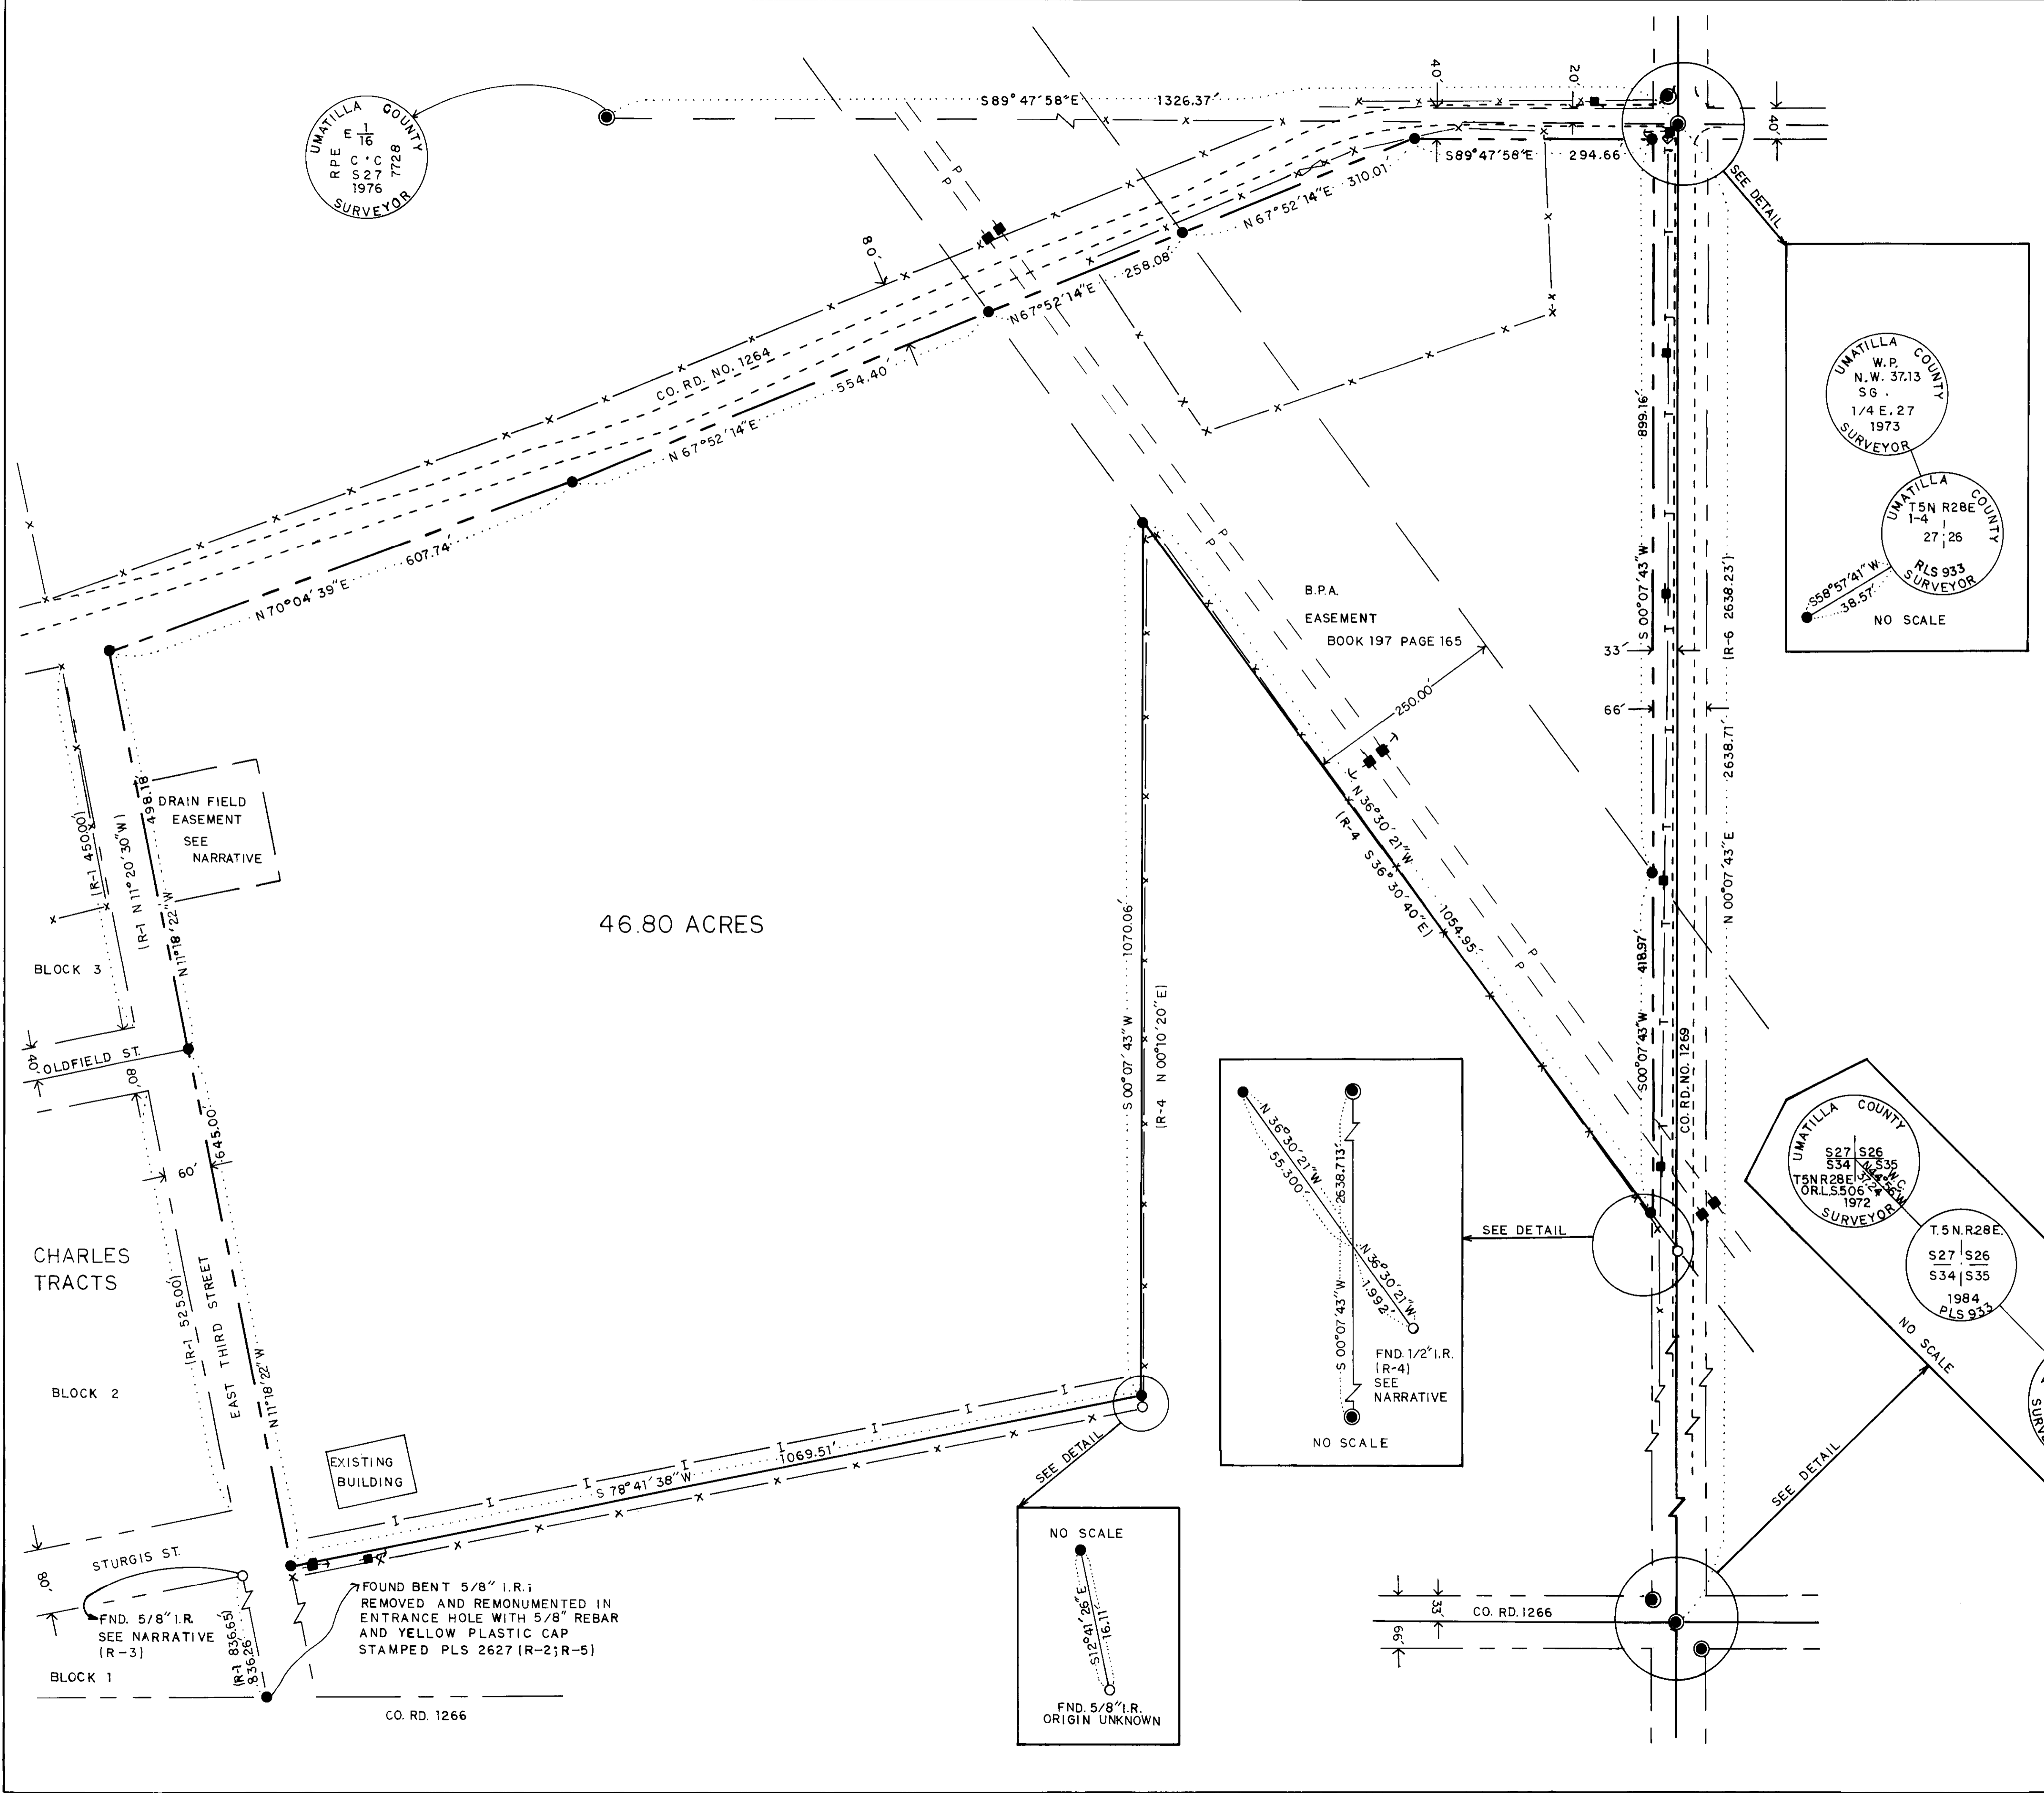 UMATILLA COUNTY
E 1/16
RPE
C C
S27
1976
7728
SURVEYOR
S89°47'58"E 1326.37'
40'
20'
40'
S89°47'58"E 294.66'
SEE DETAIL
N67°52'14"E 310.01'
N67°52'14"E 258.08'
P
P
80'
CO. RD. NO. 1264
N67°52'14"E 554.40'
N70°04'39"E 607.74'
UMATILLA COUNTY
W.P.
N.W. 37.13
SG.
1/4 E. 27
1973
SURVEYOR
UMATILLA COUNTY
T5N R28E
1-4
27 26
RLS 933
SURVEYOR
S58°57'41"W
38.57'
NO SCALE
P
P
B.P.A.
EASEMENT
BOOK 197 PAGE 165
250.00'
899.16'
S 00°07'43"W
(R-6 2638.23')
33'
66'
2638.71'
N 00°07'43"E
418.97'
S00°07'43"W
CO. RD. NO. 1269
498.18'
DRAIN FIELD
EASEMENT
SEE
NARRATIVE
(R-1 450.00')
(R-1 N11°20'30"W)
N11°18'22"W
46.80 ACRES
1070.06'
S 00°07'43"W
(R-4 N 00°10'20"E)
N 36°30'21"W
(R-4 S 36°30'40"E)
1054.95'
P
P
BLOCK 3
40'
OLDFIELD ST.
80'
645.00'
60'
CHARLES
TRACTS
(R-1 525.00')
EAST THIRD STREET
N11°18'22"W
BLOCK 2
N 36°30'21"W
55.300'
2638.713'
N 36°30'21"W
1.992'
S 00°07'43"W
FND. 1/2" I.R.
(R-4)
SEE
NARRATIVE
NO SCALE
SEE DETAIL
UMATILLA COUNTY
S27 S26
S34 S35
T5N R28E
W.C.
N44°56'W
37.24
OR.L.S.506
1972
SURVEYOR
T.5 N.R.28E.
S27 S26
S34 S35
1984
PLS 933
NO SCALE
SEE DETAIL
EXISTING
BUILDING
I I I I I I I I
S 78°41'38"W 1069.51'
SEE DETAIL
NO SCALE
S12°41'26"E
16.11'
FND. 5/8" I.R.
ORIGIN UNKNOWN
STURGIS ST.
80'
FND. 5/8" I.R.
SEE NARRATIVE
(R-3)
(R-1 836.65')
836.26'
BLOCK 1
FOUND BENT 5/8" I.R.;
REMOVED AND REMONUMENTED IN
ENTRANCE HOLE WITH 5/8" REBAR
AND YELLOW PLASTIC CAP
STAMPED PLS 2627 (R-2; R-5)
CO. RD. 1266
33'
66'
CO. RD. 1266